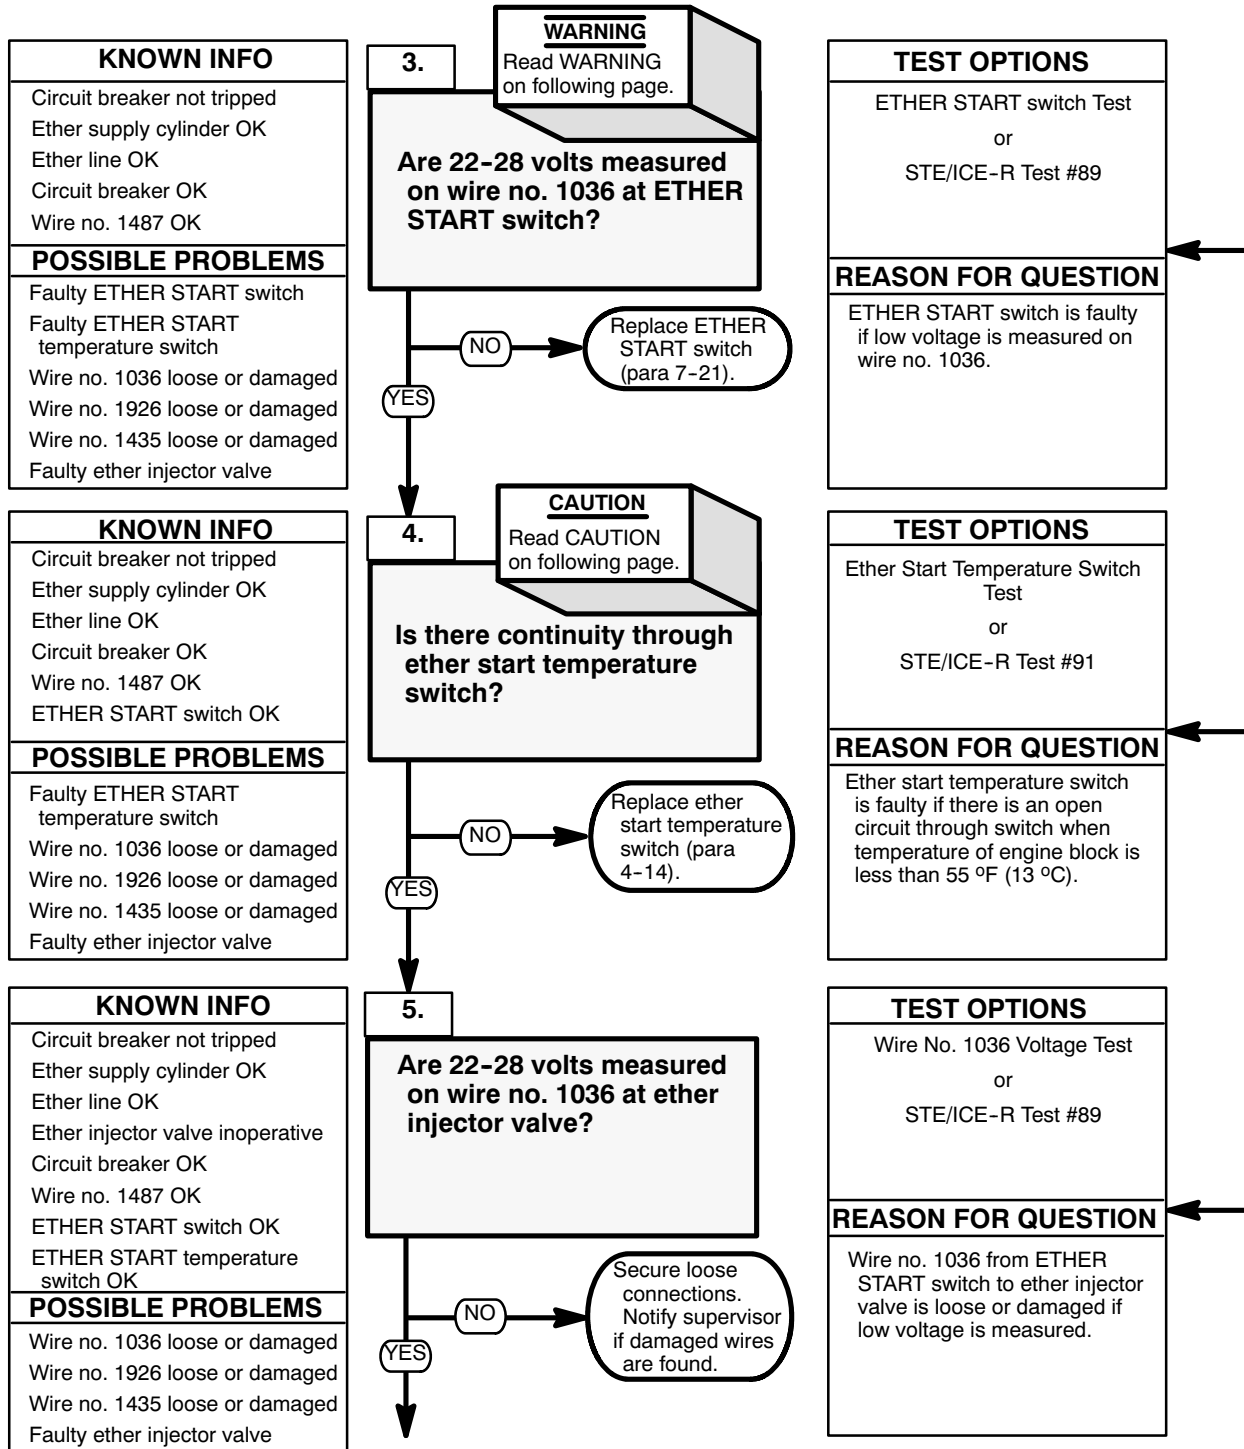 KNOWN INFO
Circuit breaker not tripped
Ether supply cylinder OK
Ether line OK
Circuit breaker OK
Wire no. 1487 OK
POSSIBLE PROBLEMS
Faulty ETHER START switch
Faulty ETHER START
temperature switch
Wire no. 1036 loose or damaged
Wire no. 1926 loose or damaged
Wire no. 1435 loose or damaged
Faulty ether injector valve
3.
WARNING
Read WARNING
on following page.
Are 22-28 volts measured
on wire no. 1036 at ETHER
START switch?
NO
Replace ETHER
START switch
(para 7-21).
YES
TEST OPTIONS
ETHER START switch Test
or
STE/ICE-R Test #89
REASON FOR QUESTION
ETHER START switch is faulty
if low voltage is measured on
wire no. 1036.
KNOWN INFO
Circuit breaker not tripped
Ether supply cylinder OK
Ether line OK
Circuit breaker OK
Wire no. 1487 OK
ETHER START switch OK
POSSIBLE PROBLEMS
Faulty ETHER START
temperature switch
Wire no. 1036 loose or damaged
Wire no. 1926 loose or damaged
Wire no. 1435 loose or damaged
Faulty ether injector valve
4.
CAUTION
Read CAUTION
on following page.
Is there continuity through
ether start temperature
switch?
NO
Replace ether
start temperature
switch (para
4-14).
YES
TEST OPTIONS
Ether Start Temperature Switch
Test
or
STE/ICE-R Test #91
REASON FOR QUESTION
Ether start temperature switch
is faulty if there is an open
circuit through switch when
temperature of engine block is
less than 55 ºF (13 ºC).
KNOWN INFO
Circuit breaker not tripped
Ether supply cylinder OK
Ether line OK
Ether injector valve inoperative
Circuit breaker OK
Wire no. 1487 OK
ETHER START switch OK
ETHER START temperature
switch OK
POSSIBLE PROBLEMS
Wire no. 1036 loose or damaged
Wire no. 1926 loose or damaged
Wire no. 1435 loose or damaged
Faulty ether injector valve
5.
Are 22-28 volts measured
on wire no. 1036 at ether
injector valve?
NO
Secure loose
connections.
Notify supervisor
if damaged wires
are found.
YES
TEST OPTIONS
Wire No. 1036 Voltage Test
or
STE/ICE-R Test #89
REASON FOR QUESTION
Wire no. 1036 from ETHER
START switch to ether injector
valve is loose or damaged if
low voltage is measured.